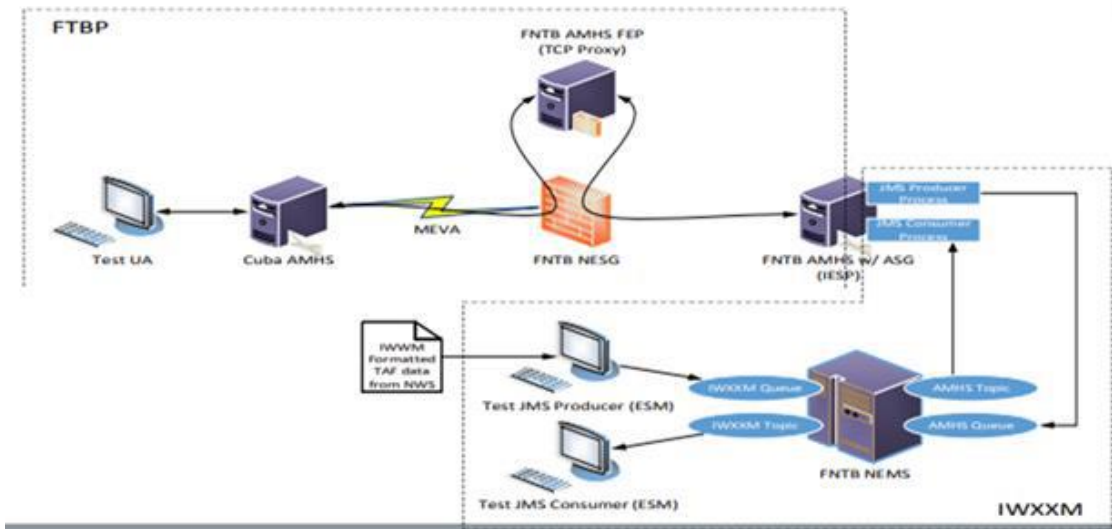 FTBP
FNTB AMHS FEP
(TCP Proxy)
JMS Producer
Process
JMS Consumer
Process
MEVA
Test UA
Cuba AMHS
FNTB NESG
FNTB AMHS w/ ASG
(IESP)
IWWM
Formatted
TAF data
from NWS
IWXXM Queue
AMHS Topic
Test JMS Producer (ESM)
IWXXM Topic
AMHS Queue
FNTB NEMS
Test JMS Consumer (ESM)
IWXXM